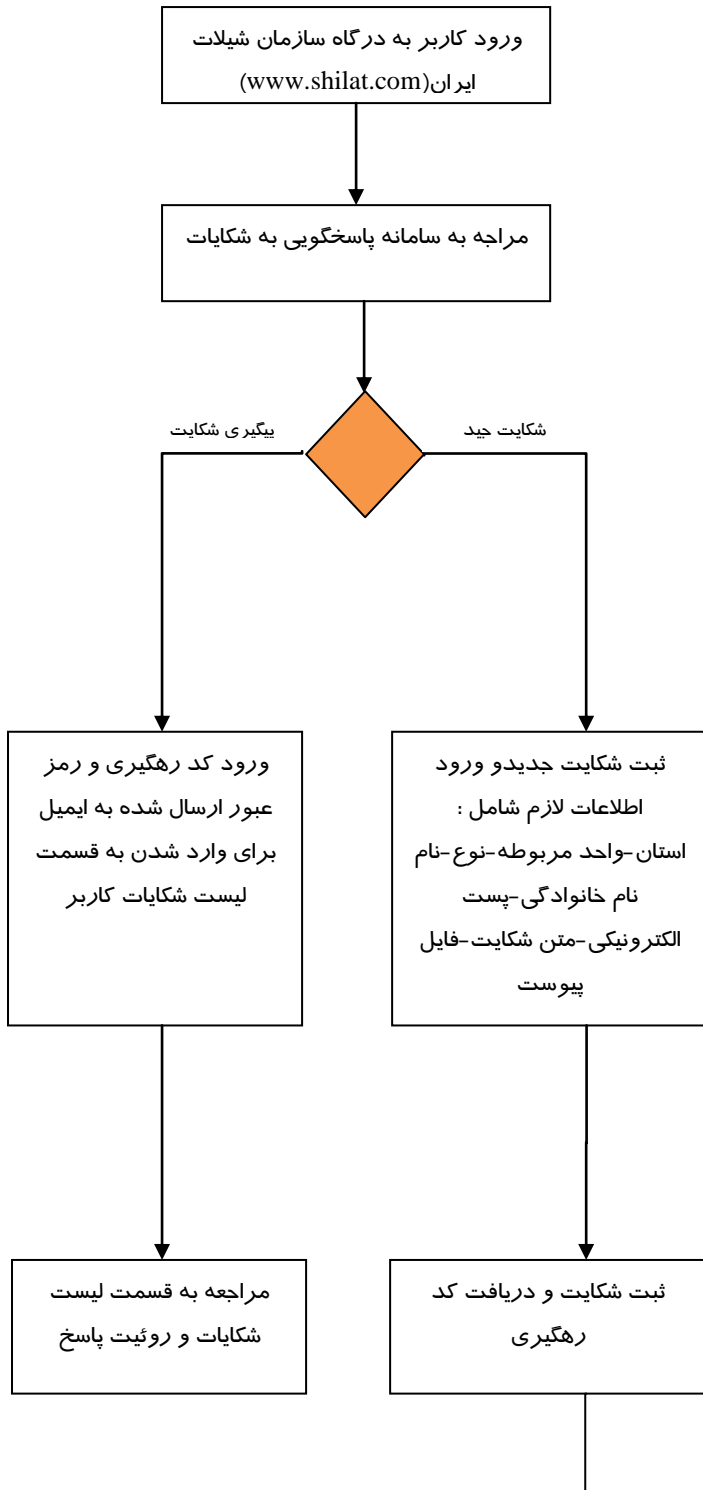 ورود کاربر به درگاه سازمان شیلات
ایران(www.shilat.com)
مراجه به سامانه پاسخگویی به شکایات
پیگیری شکایت
شکایت جید
ورود کد رهگیری و رمز
عبور ارسال شده به ایمیل
برای وارد شدن به قسمت
لیست شکایات کاربر
ثبت شکایت جدیدو ورود
اطلاعات لازم شامل :
استان-واحد مربوطه-نوع-نام
نام خانوادگی-پست
الکترونیکی-متن شکایت-فایل
پیوست
مراجعه به قسمت لیست
شکایات و روئیت پاسخ
ثبت شکایت و دریافت کد
رهگیری